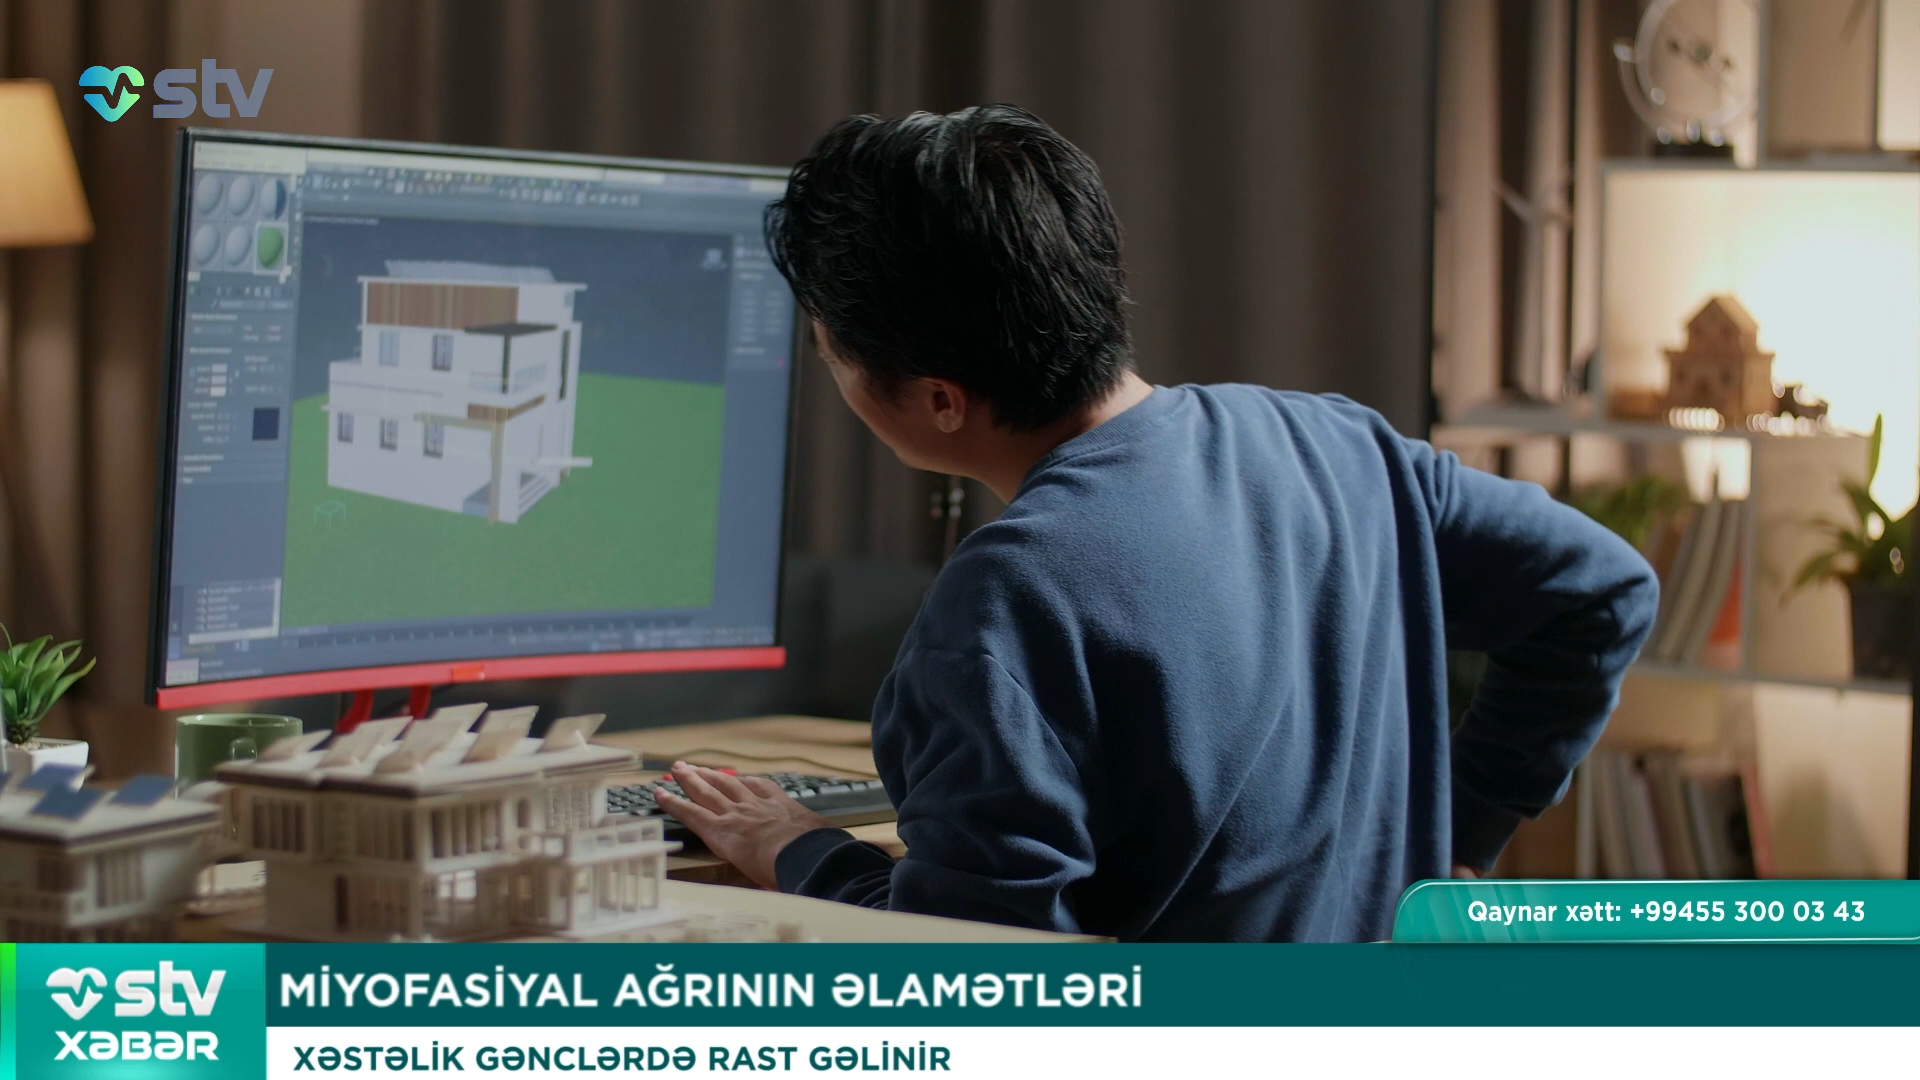 stv
Qaynar xətt: +99455 300 03 43
stv
XƏBƏR
MİYOFASİYAL AĞRININ ƏLAMƏTLƏRİ
XƏSTƏLİK GƏNCLƏRDƏ RAST GƏLİNİR